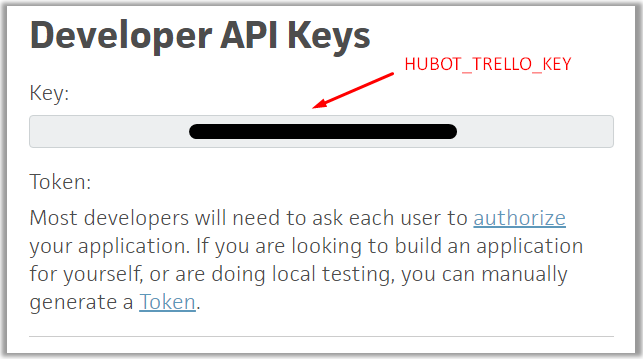 Developer API Keys
HUBOT_TRELLO_KEY
Key:
Token:
Most developers will need to ask each user to authorize
your application. If you are looking to build an application
for yourself, or are doing local testing, you can manually
generate a Token.